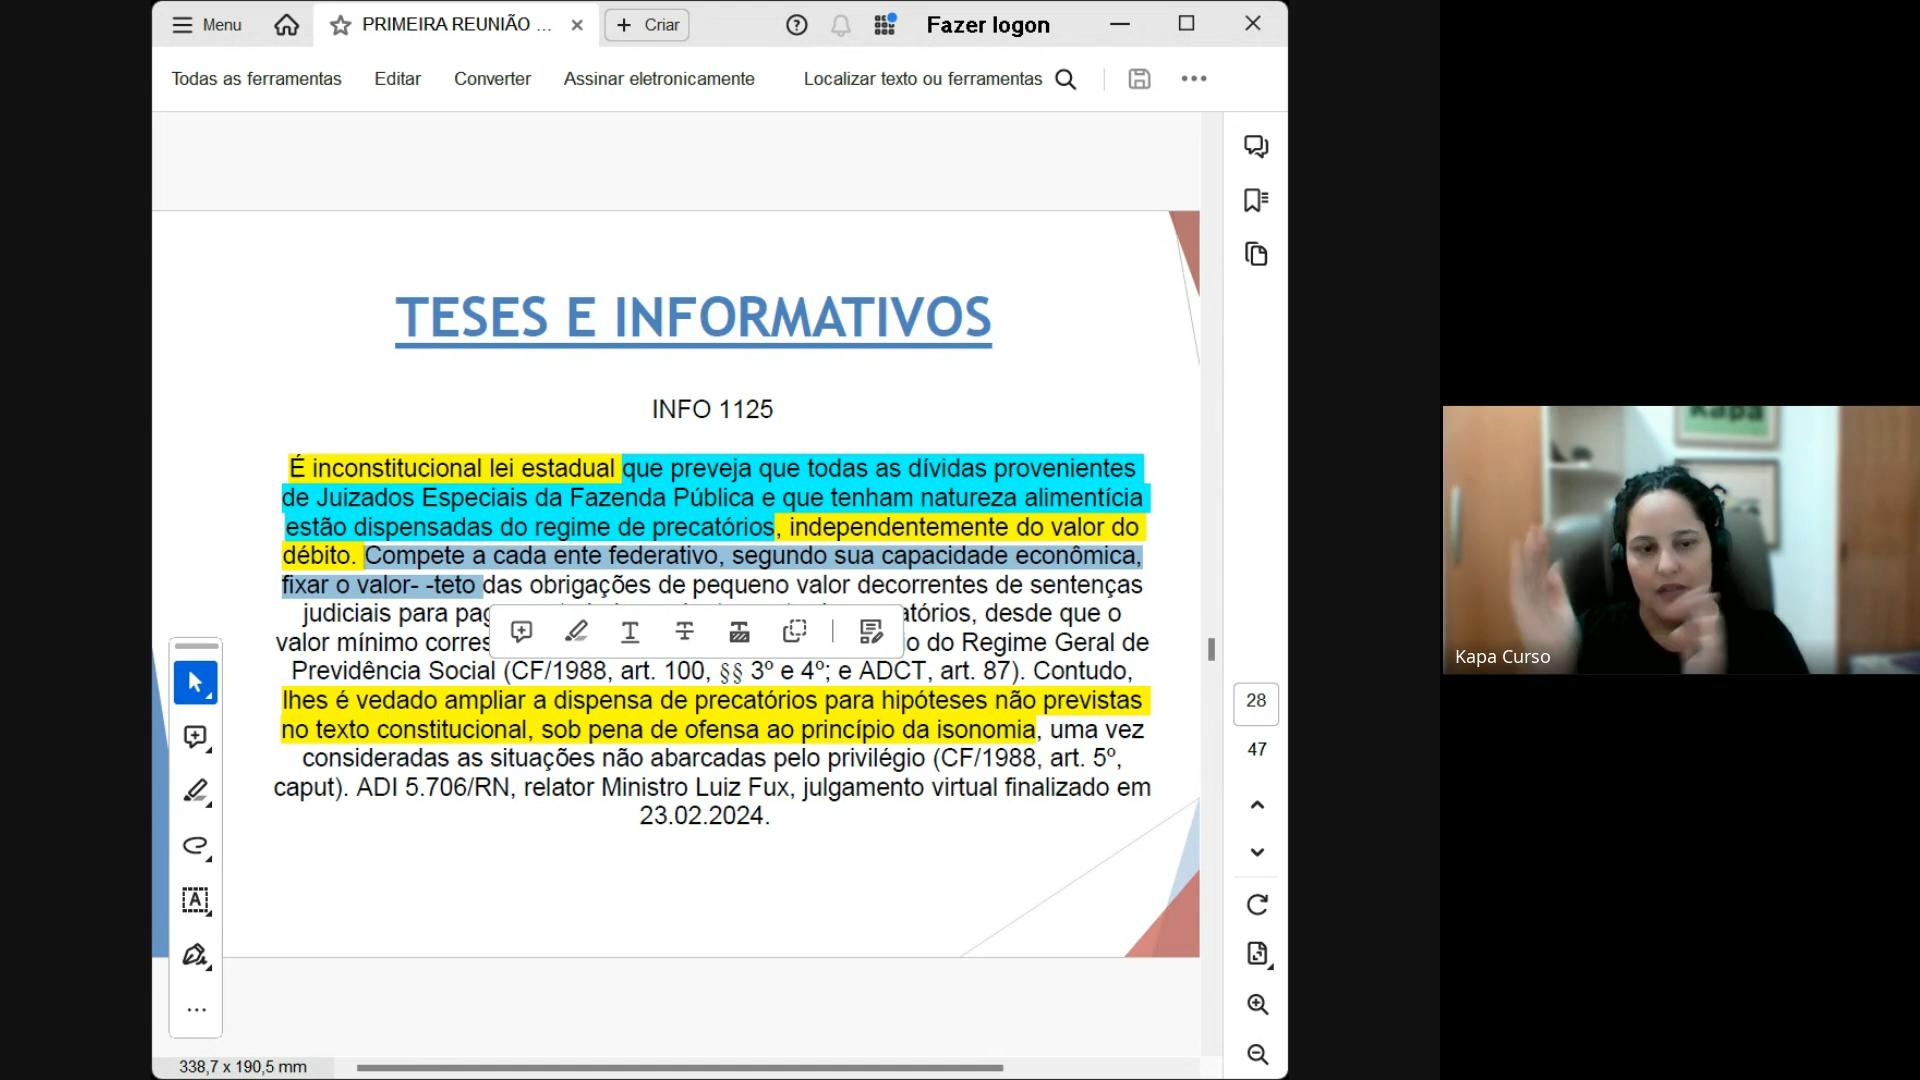 Menu
PRIMEIRA REUNIÃO ...
Criar
Fazer logon
Todas as ferramentas
Editar
Converter
Assinar eletronicamente
Localizar texto ou ferramentas
TESES E INFORMATIVOS
INFO 1125
É inconstitucional lei estadual que preveja que todas as dívidas provenientes
de Juizados Especiais da Fazenda Pública e que tenham natureza alimentícia
estão dispensadas do regime de precatórios, independentemente do valor do
débito. Compete a cada ente federativo, segundo sua capacidade econômica,
fixar o valor- -teto das obrigações de pequeno valor decorrentes de sentenças
judiciais para pag atórios, desde que o
valor mínimo corres o do Regime Geral de
Previdência Social (CF/1988, art. 100, §§ 3º e 4º; e ADCT, art. 87). Contudo,
lhes é vedado ampliar a dispensa de precatórios para hipóteses não previstas
no texto constitucional, sob pena de ofensa ao princípio da isonomia, uma vez
consideradas as situações não abarcadas pelo privilégio (CF/1988, art. 5º,
caput). ADI 5.706/RN, relator Ministro Luiz Fux, julgamento virtual finalizado em
23.02.2024.
28
47
338,7 x 190,5 mm
Kapa
Kapa Curso